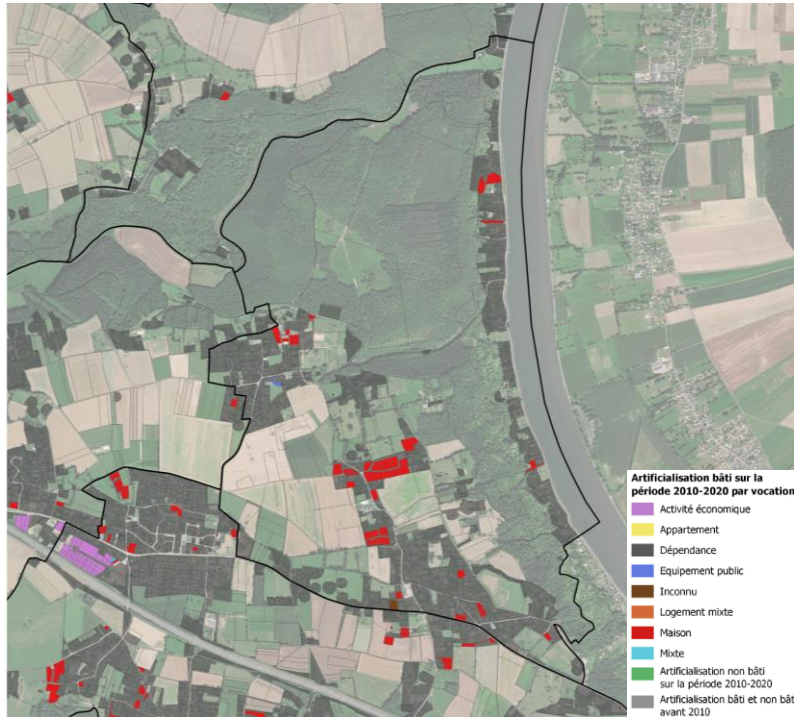 Artificialisation bâti sur la
période 2010-2020 par vocation
Activité économique
Appartement
Dépendance
Equipement public
Inconnu
Logement mixte
Maison
Mixte
Artificialisation non bâti
sur la période 2010-2020
Artificialisation bâti et non bât
avant 2010